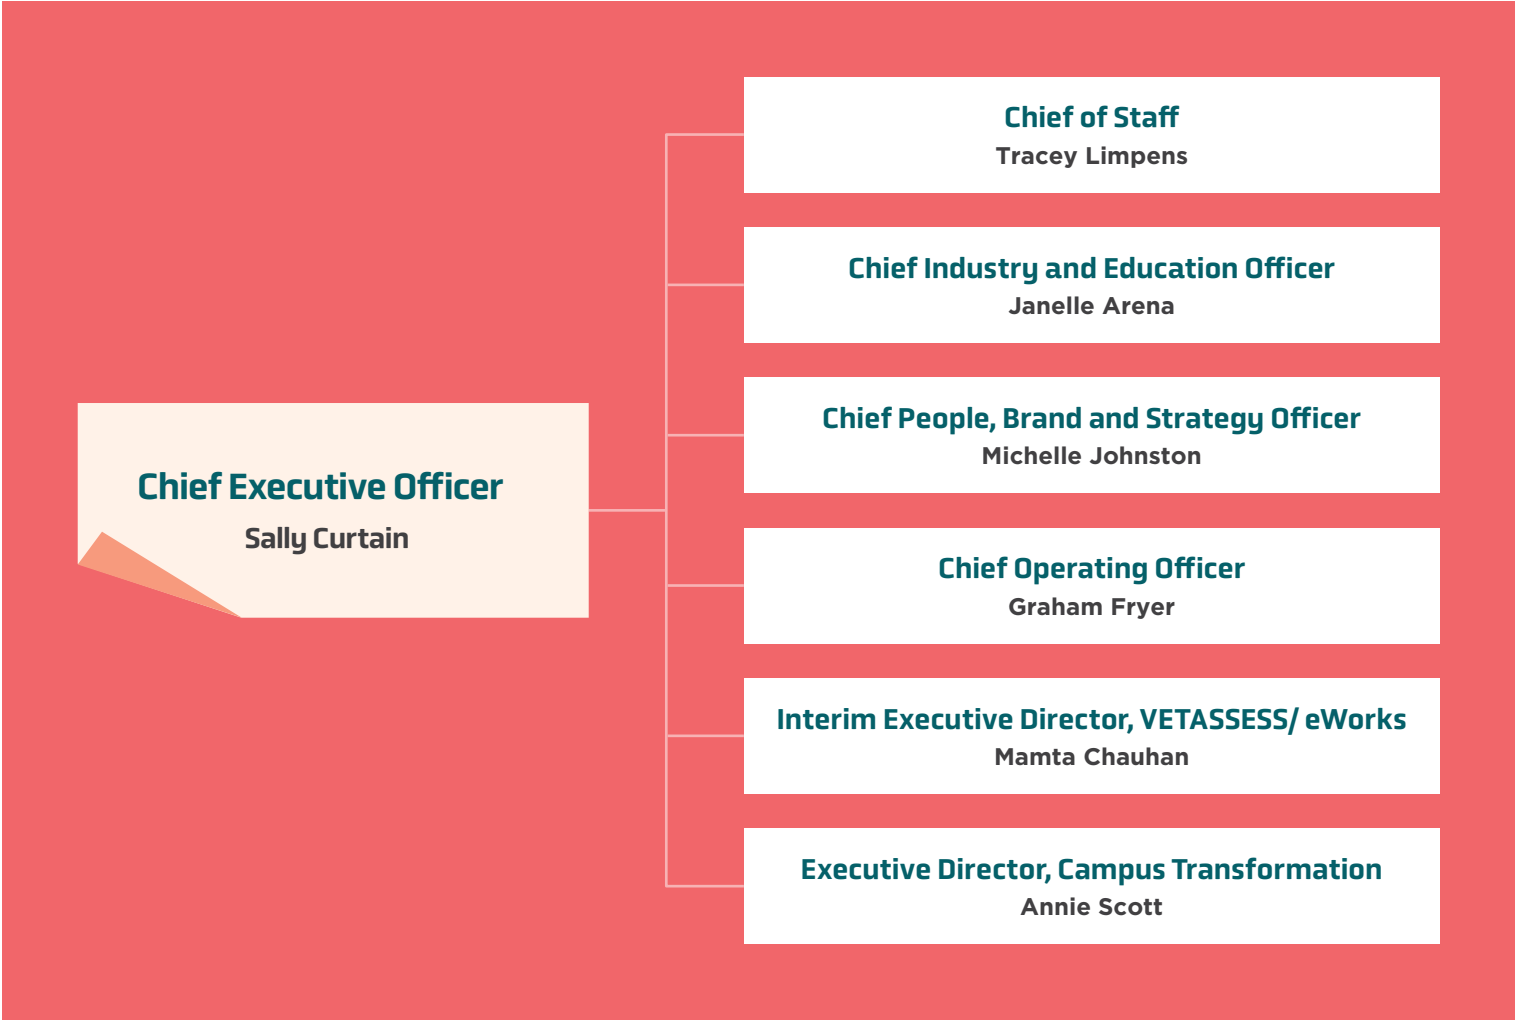 Chief Executive Officer
Sally Curtain
Chief of Staff
Tracey Limpens
Chief Industry and Education Officer
Janelle Arena
Chief People, Brand and Strategy Officer
Michelle Johnston
Chief Operating Officer
Graham Fryer
Interim Executive Director, VETASSESS/ eWorks
Mamta Chauhan
Executive Director, Campus Transformation
Annie Scott